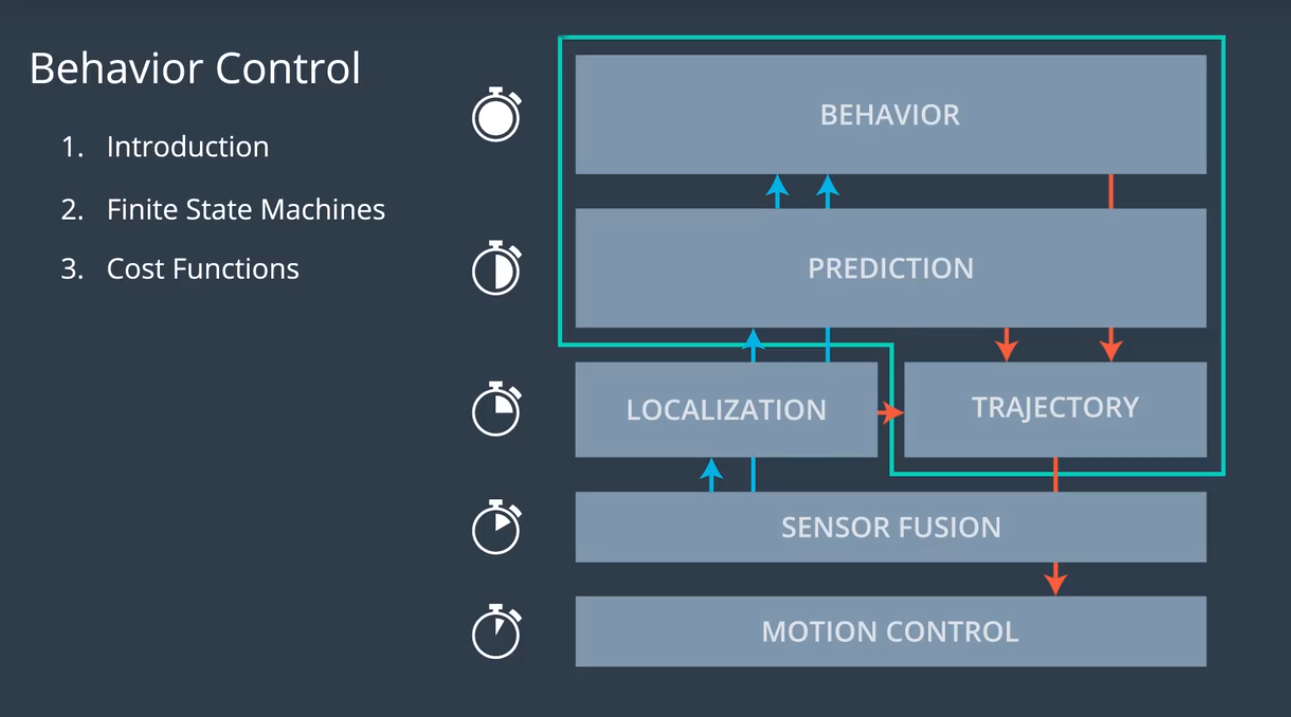 Behavior Control
1. Introduction
2. Finite State Machines
3. Cost Functions
BEHAVIOR
PREDICTION
LOCALIZATION
TRAJECTORY
SENSOR FUSION
MOTION CONTROL